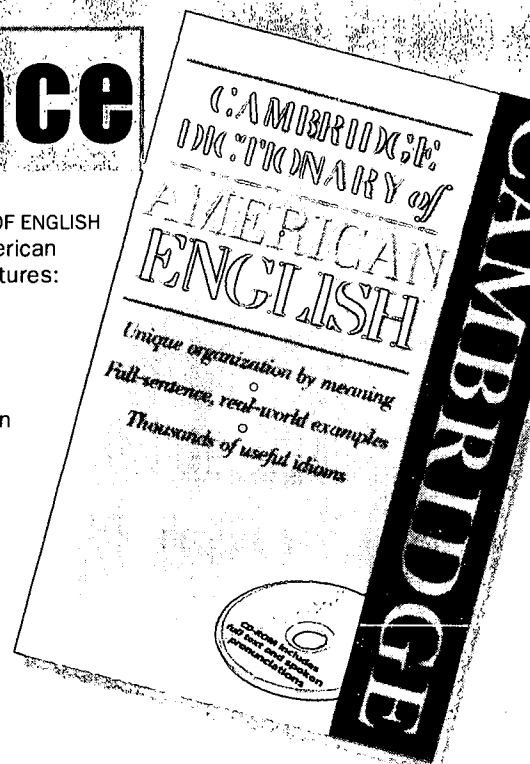 nce
OF ENGLISH
erican
tures:
n
CAMBRIDGE
DICTIONARY of
AMERICAN
ENGLISH
Unique organization by meaning
Full-sentence, real-world examples
Thousands of useful idioms
CD-ROM includes
full text and spoken
pronunciations
CAMBRIDGE